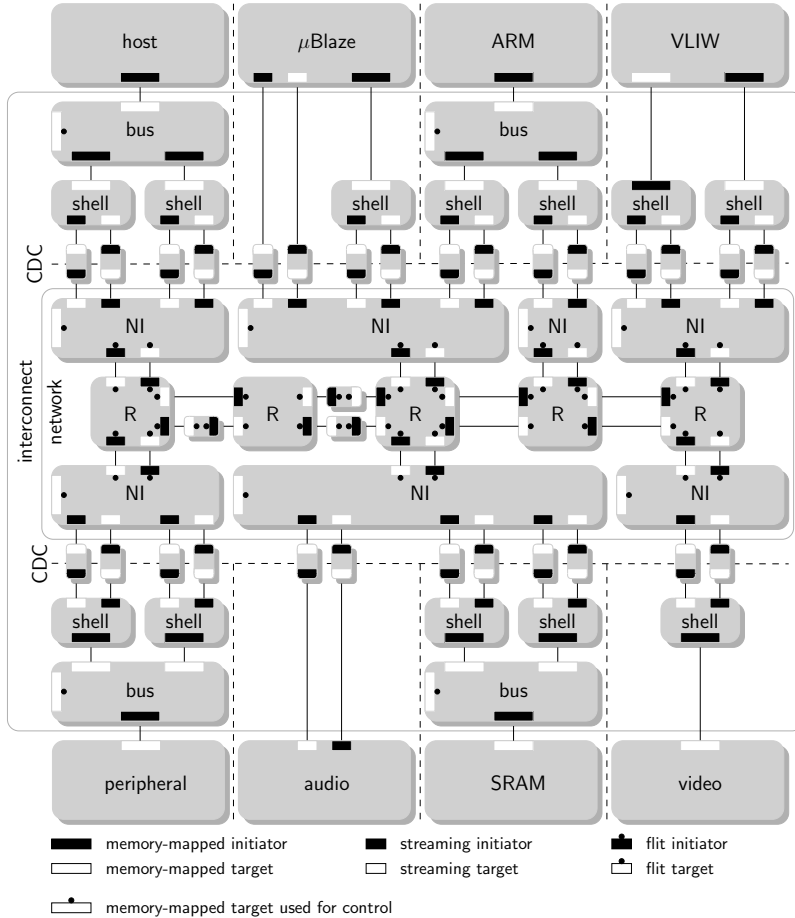 host μBlaze ARM VLIW
bus bus
shell shell shell shell shell shell shell
CDC
NI NI NI NI
interconnect
network
R R R R R
NI NI NI
CDC
shell shell shell shell shell
bus bus
peripheral audio SRAM video
memory-mapped initiator streaming initiator flit initiator
memory-mapped target streaming target flit target
memory-mapped target used for control